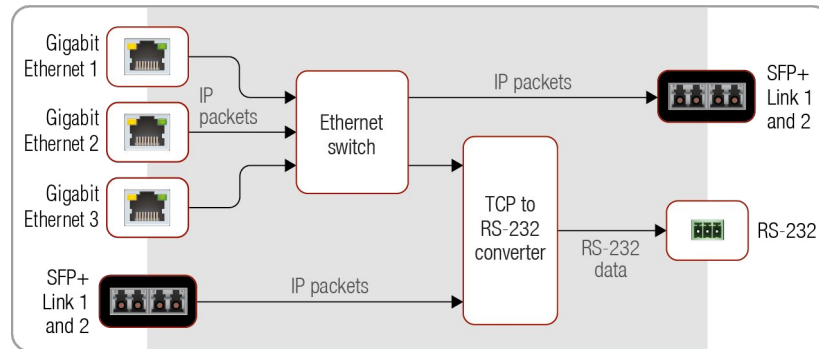 Gigabit
Ethernet 1
Gigabit
Ethernet 2
Gigabit
Ethernet 3
SFP+
Link 1
and 2
IP
packets
Ethernet
switch
IP packets
IP packets
TCP to
RS-232
converter
RS-232
data
SFP+
Link 1
and 2
RS-232